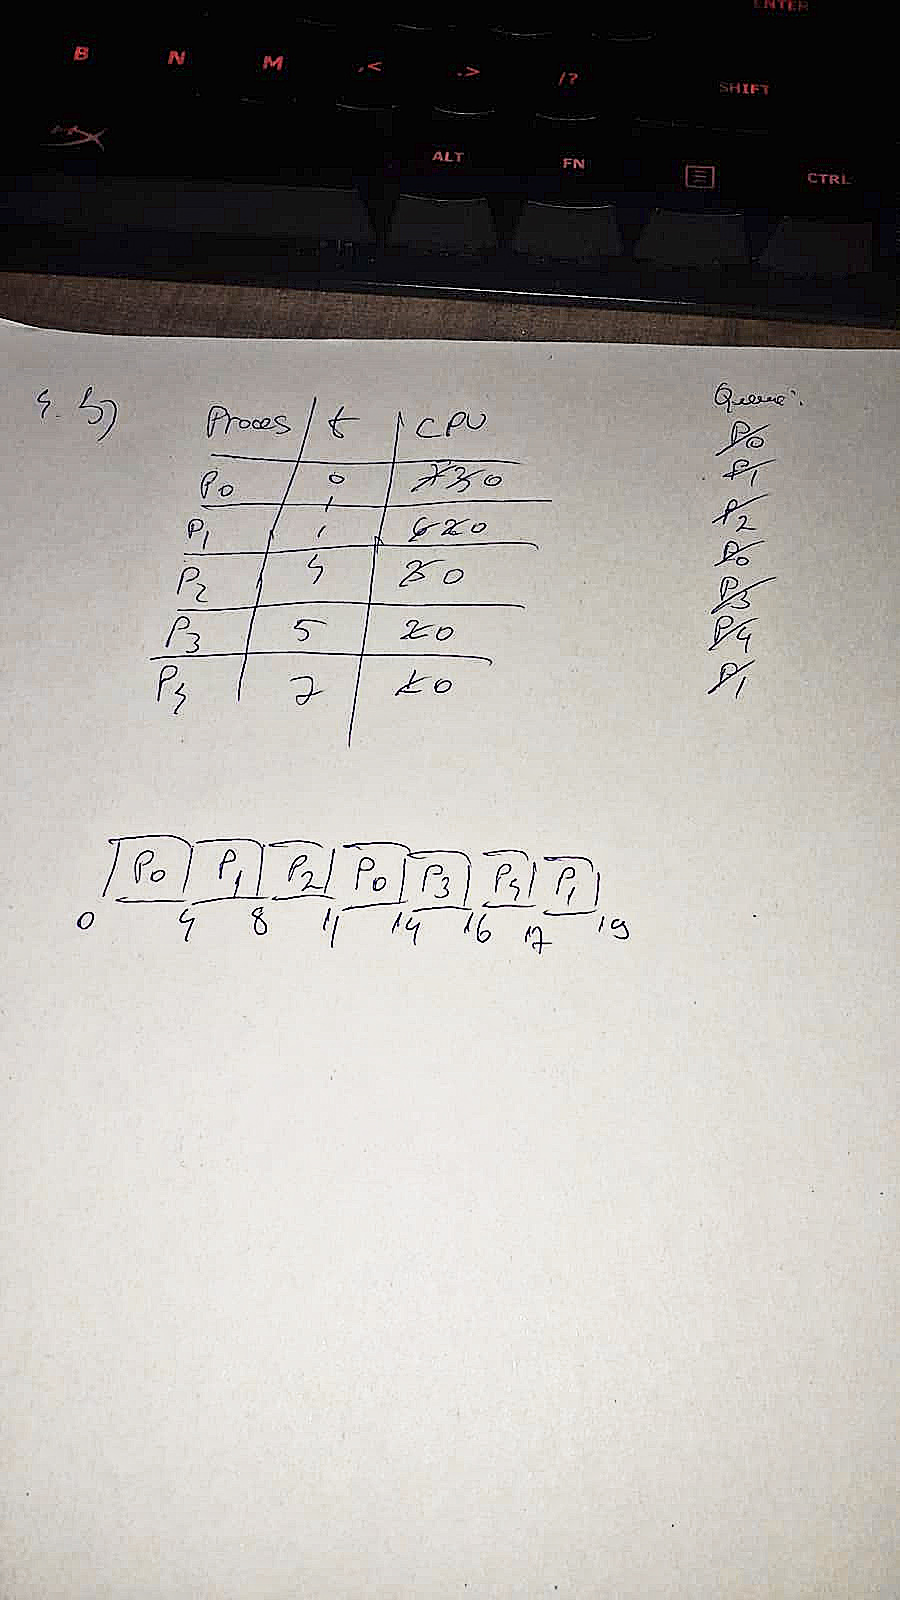 ENTER
B N M ,< .> /? SHIFT
ALT FN CTRL
4. b) Proces t CPU Queue:
P0 0 7 3 0 P0
P1 1 6 2 0 P1
P2 4 3 0 P2
P3 5 2 0 P0
P4 7 1 0 P3
P4
P1
P0 P1 P2 P0 P3 P4 P1
0 4 8 11 14 16 17 19